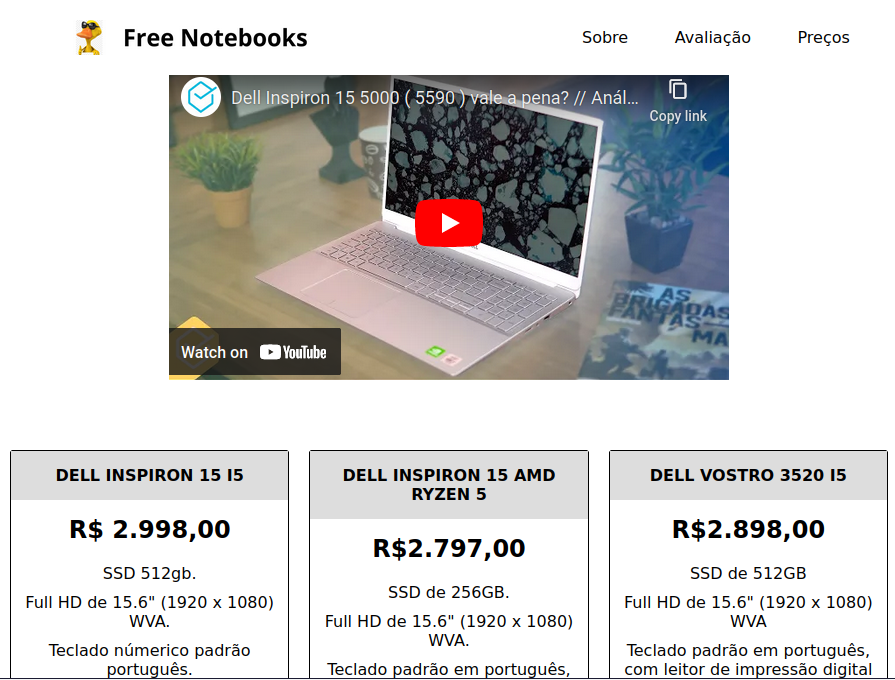 Free Notebooks
Sobre
Avaliação
Preços
Dell Inspiron 15 5000 ( 5590 ) vale a pena? // Anál...
Copy link
AS
BRIGADAS
FANTAS
MA
Watch on YouTube
DELL INSPIRON 15 I5
R$ 2.998,00
SSD 512gb.
Full HD de 15.6" (1920 x 1080)
WVA.
Teclado númerico padrão
português.
DELL INSPIRON 15 AMD
RYZEN 5
R$2.797,00
SSD de 256GB.
Full HD de 15.6" (1920 x 1080)
WVA.
Teclado padrão em português,
DELL VOSTRO 3520 I5
R$2.898,00
SSD de 512GB
Full HD de 15.6" (1920 x 1080)
WVA
Teclado padrão em português,
com leitor de impressão digital